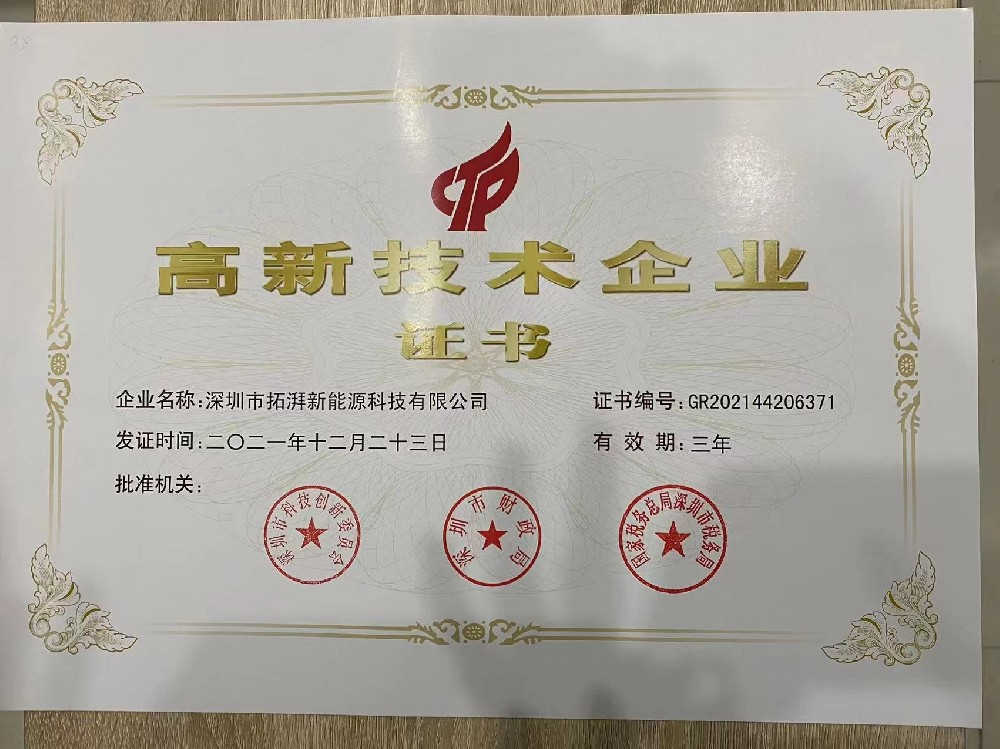 高新技术企业
证书
企业名称:深圳市拓湃新能源科技有限公司
证书编号:GR202144206371
发证时间:二〇二一年十二月二十三日
有效期:三年
批准机关:
深圳市科技创新委员会
深圳市财政局
国家税务总局深圳市税务局